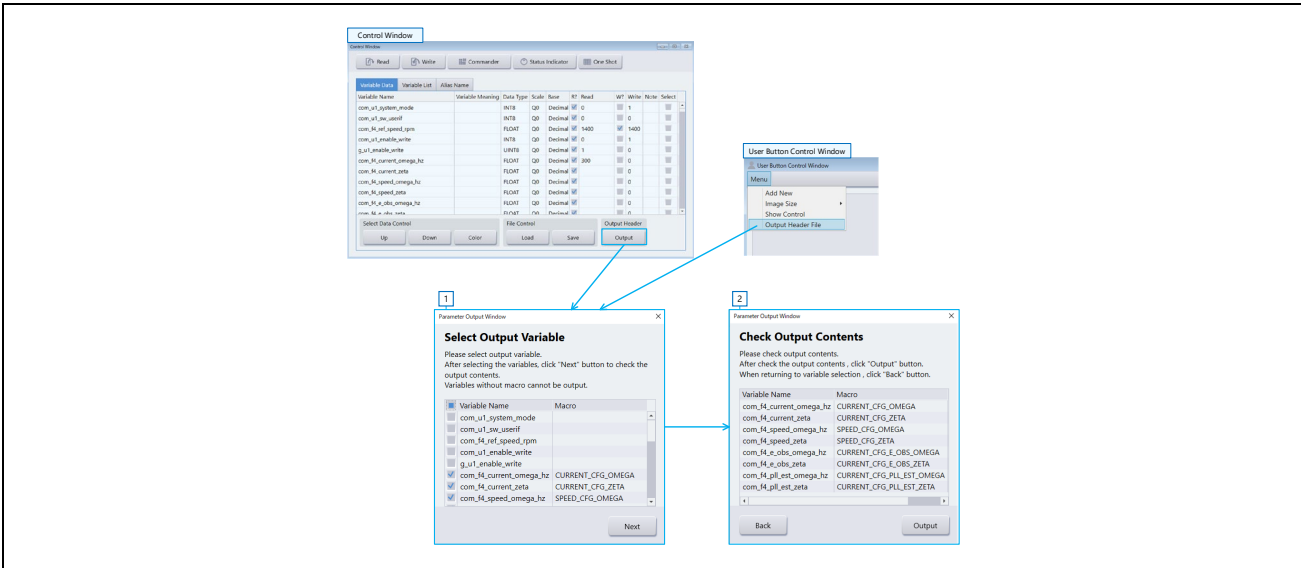 Control Window
Control Window
Read Write Commander Status Indicator One Shot
Variable Data Variable List Alias Name
Variable Name Variable Meaning Data Type Scale Base R? Read W? Write Note Select
com_u1_system_mode INT8 Q0 Decimal 0 1
com_u1_sw_userif INT8 Q0 Decimal 0 0
com_f4_ref_speed_rpm FLOAT Q0 Decimal 1400 1400
com_u1_enable_write INT8 Q0 Decimal 0 1
g_u1_enable_write UINT8 Q0 Decimal 1 0
com_f4_current_omega_hz FLOAT Q0 Decimal 300 0
com_f4_current_zeta FLOAT Q0 Decimal 0
com_f4_speed_omega_hz FLOAT Q0 Decimal 0
com_f4_speed_zeta FLOAT Q0 Decimal 0
com_f4_e_obs_omega_hz FLOAT Q0 Decimal 0
com_f4_e_obs_zeta FLOAT Q0 Decimal 0
Select Data Control File Control Output Header
Up Down Color Load Save Output
User Button Control Window
User Button Control Window
Menu
Add New
Image Size
Show Control
Output Header File
1
Parameter Output Window
Select Output Variable
Please select output variable.
After selecting the variables, click "Next" button to check the
output contents.
Variables without macro cannot be output.
Variable Name Macro
com_u1_system_mode
com_u1_sw_userif
com_f4_ref_speed_rpm
com_u1_enable_write
g_u1_enable_write
com_f4_current_omega_hz CURRENT_CFG_OMEGA
com_f4_current_zeta CURRENT_CFG_ZETA
com_f4_speed_omega_hz SPEED_CFG_OMEGA
Next
2
Parameter Output Window
Check Output Contents
Please check output contents.
After check the output contents , click "Output" button.
When returning to variable selection , click "Back" button.
Variable Name Macro
com_f4_current_omega_hz CURRENT_CFG_OMEGA
com_f4_current_zeta CURRENT_CFG_ZETA
com_f4_speed_omega_hz SPEED_CFG_OMEGA
com_f4_speed_zeta SPEED_CFG_ZETA
com_f4_e_obs_omega_hz CURRENT_CFG_E_OBS_OMEGA
com_f4_e_obs_zeta CURRENT_CFG_E_OBS_ZETA
com_f4_pll_est_omega_hz CURRENT_CFG_PLL_EST_OMEGA
com_f4_pll_est_zeta CURRENT_CFG_PLL_EST_ZETA
Back Output